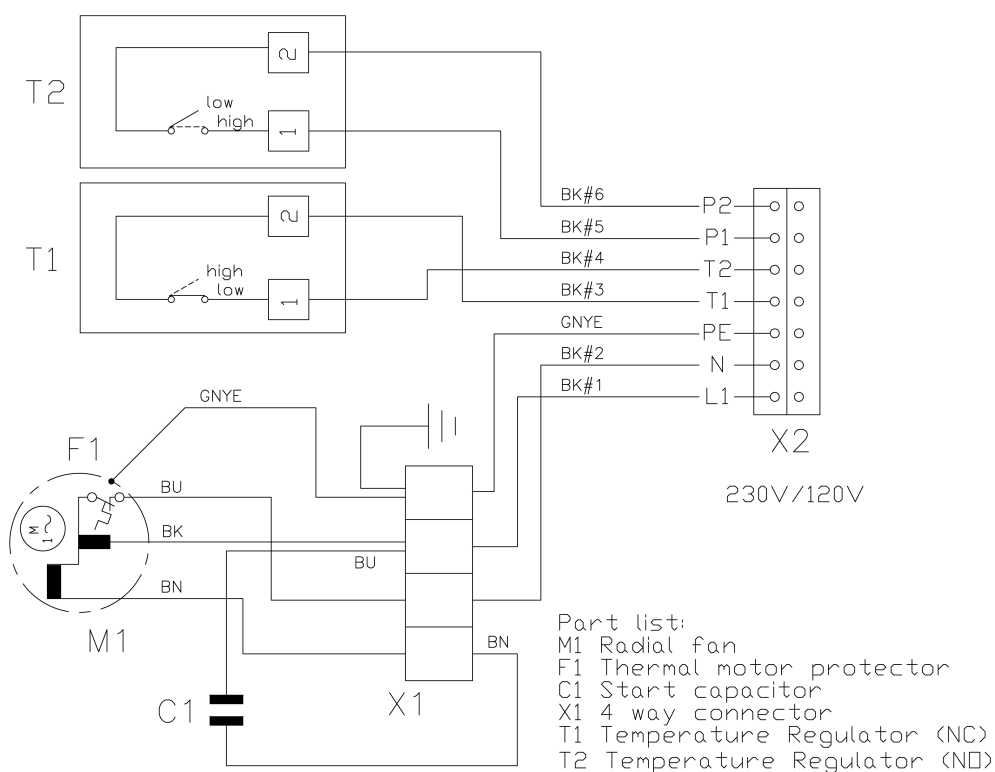 T2
2
low
high
1
T1
2
high
low
1
BK#6
P2
BK#5
P1
BK#4
T2
BK#3
T1
GNYE
PE
BK#2
N
BK#1
L1
X2
230V/120V
GNYE
F1
BU
M
1~
BK
BU
BN
M1
BN
C1
X1
Part list:
M1 Radial fan
F1 Thermal motor protector
C1 Start capacitor
X1 4 way connector
T1 Temperature Regulator (NC)
T2 Temperature Regulator (NO)